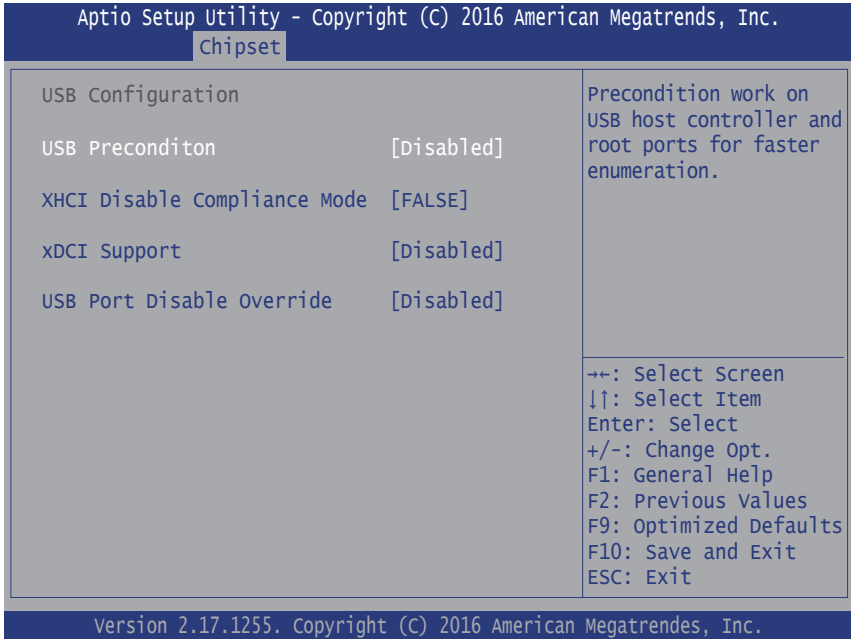 Aptio Setup Utility - Copyright (C) 2016 American Megatrends, Inc.
Chipset
USB Configuration
USB Preconditon [Disabled]
XHCI Disable Compliance Mode [FALSE]
xDCI Support [Disabled]
USB Port Disable Override [Disabled]
Precondition work on
USB host controller and
root ports for faster
enumeration.
→←: Select Screen
↓↑: Select Item
Enter: Select
+/-: Change Opt.
F1: General Help
F2: Previous Values
F9: Optimized Defaults
F10: Save and Exit
ESC: Exit
Version 2.17.1255. Copyright (C) 2016 American Megatrendes, Inc.